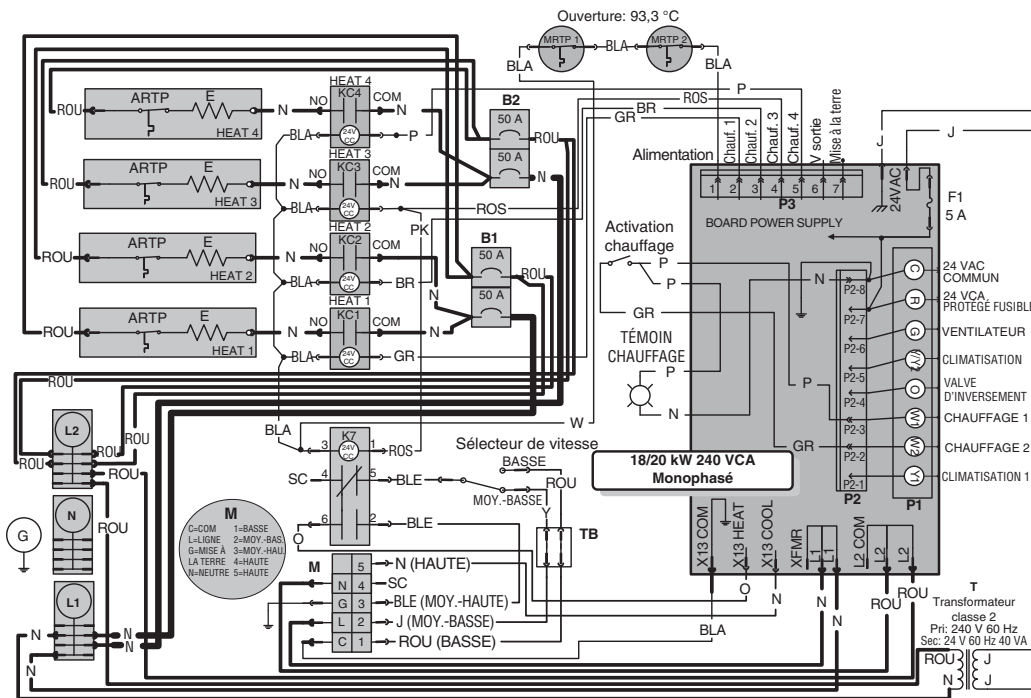 Ouverture: 93,3 °C
MRTP 1
BLA
MRTP 2
BLA
BLA
HEAT 4
ROU
ARTP
E
N
NO
KC4
COM
N
HEAT 4
BLA
24V CC
P
HEAT 3
ROU
ARTP
E
N
NO
KC3
COM
N
HEAT 3
BLA
24V CC
ROS
PK
HEAT 2
ROU
ARTP
E
N
NO
KC2
COM
HEAT 2
BLA
24V CC
BR
N
HEAT 1
ROU
ARTP
E
N
NO
KC1
COM
N
HEAT 1
BLA
24V CC
GR
B2
50 A
50 A
ROU
N
B1
50 A
50 A
ROU
P
ROS
BR
GR
Alimentation
Chauf. 1
Chauf. 2
Chauf. 3
Chauf. 4
V sortie
Mise à la terre
1 2 3 4 5 6 7
P3
BOARD POWER SUPPLY
J
J
24VAC
F1
5 A
Activation
chauffage
P
P
GR
TÉMOIN
CHAUFFAGE
P
N
N
P
GR
P2-8
P2-7
P2-6
P2-5
P2-4
P2-3
P2-2
P2-1
P2
C
R
G
Y/Y2
O
W1
W2
Y1
P1
24 VAC
COMMUN
24 VCA
PROTÉGÉ FUSIBLE
VENTILATEUR
CLIMATISATION
VALVE
D'INVERSEMENT
CHAUFFAGE 1
CHAUFFAGE 2
CLIMATISATION 1
18/20 kW 240 VCA
Monophasé
ROU
L2
ROU
ROU
ROU
ROU
ROU
ROU
N
G
L1
N
N
N
N
M
C=COM
L=LIGNE
G=MISE À
LA TERRE
N=NEUTRE
1=BASSE
2=MOY.-BAS.
3=MOY.-HAU.
4=HAUTE
5=HAUTE
BLA
W
K7
3
24V CC
1
ROS
SC
4
5
BLE
6
2
BLE
O
Sélecteur de vitesse
BASSE
MOY.-BASSE
ROU
Y
TB
M
5
N (HAUTE)
N
4
SC
G
3
BLE (MOY.-HAUTE)
L
2
J (MOY.-BASSE)
C
1
ROU (BASSE)
X13 COM
X13 HEAT
X13 COOL
XFMR
L1
L1
L2 COM
L2
L2
BLA
O
N
N
N
ROU
ROU
T
Transformateur
classe 2
Pri: 240 V 60 Hz
Sec: 24 V 60 Hz 40 VA
ROU
J
N
J